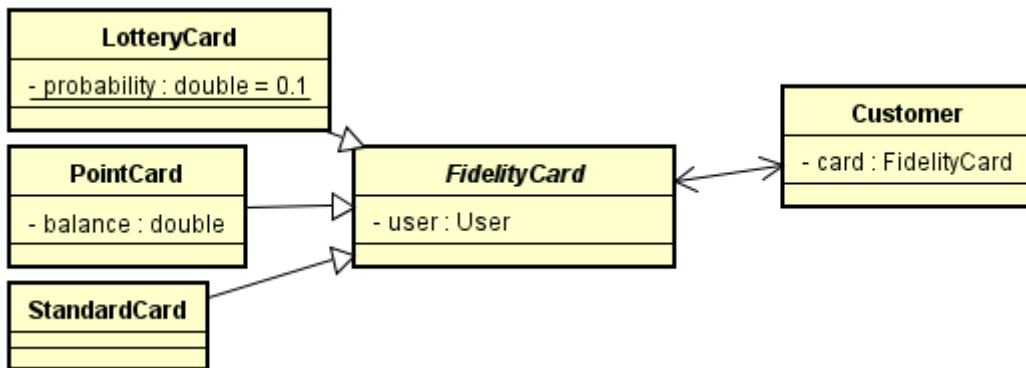 LotteryCard
- probability : double = 0.1
PointCard
- balance : double
StandardCard
FidelityCard
- user : User
Customer
- card : FidelityCard